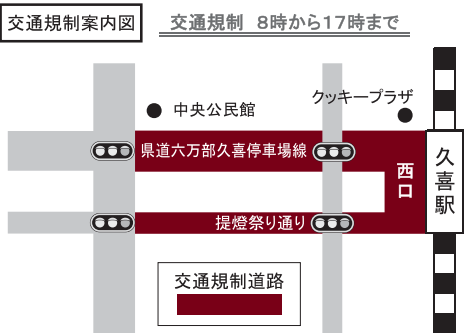 交通規制案内図
交通規制 8時から17時まで
クッキープラザ
中央公民館
県道六万部久喜停車場線
西口
久喜駅
提燈祭り通り
交通規制道路